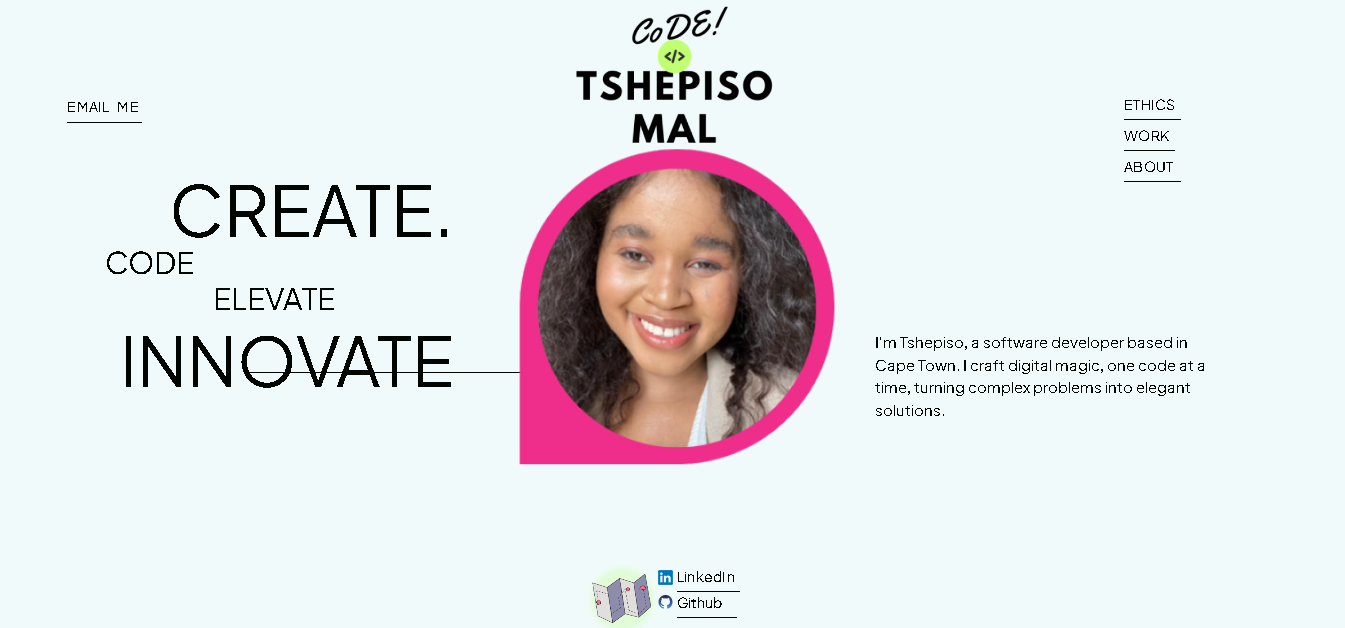 CoDE!
</>
TSHEPISO
MAL
EMAIL ME
ETHICS
WORK
ABOUT
CREATE.
CODE
ELEVATE
INNOVATE
I'm Tshepiso, a software developer based in
Cape Town. I craft digital magic, one code at a
time, turning complex problems into elegant
solutions.
in LinkedIn
Github